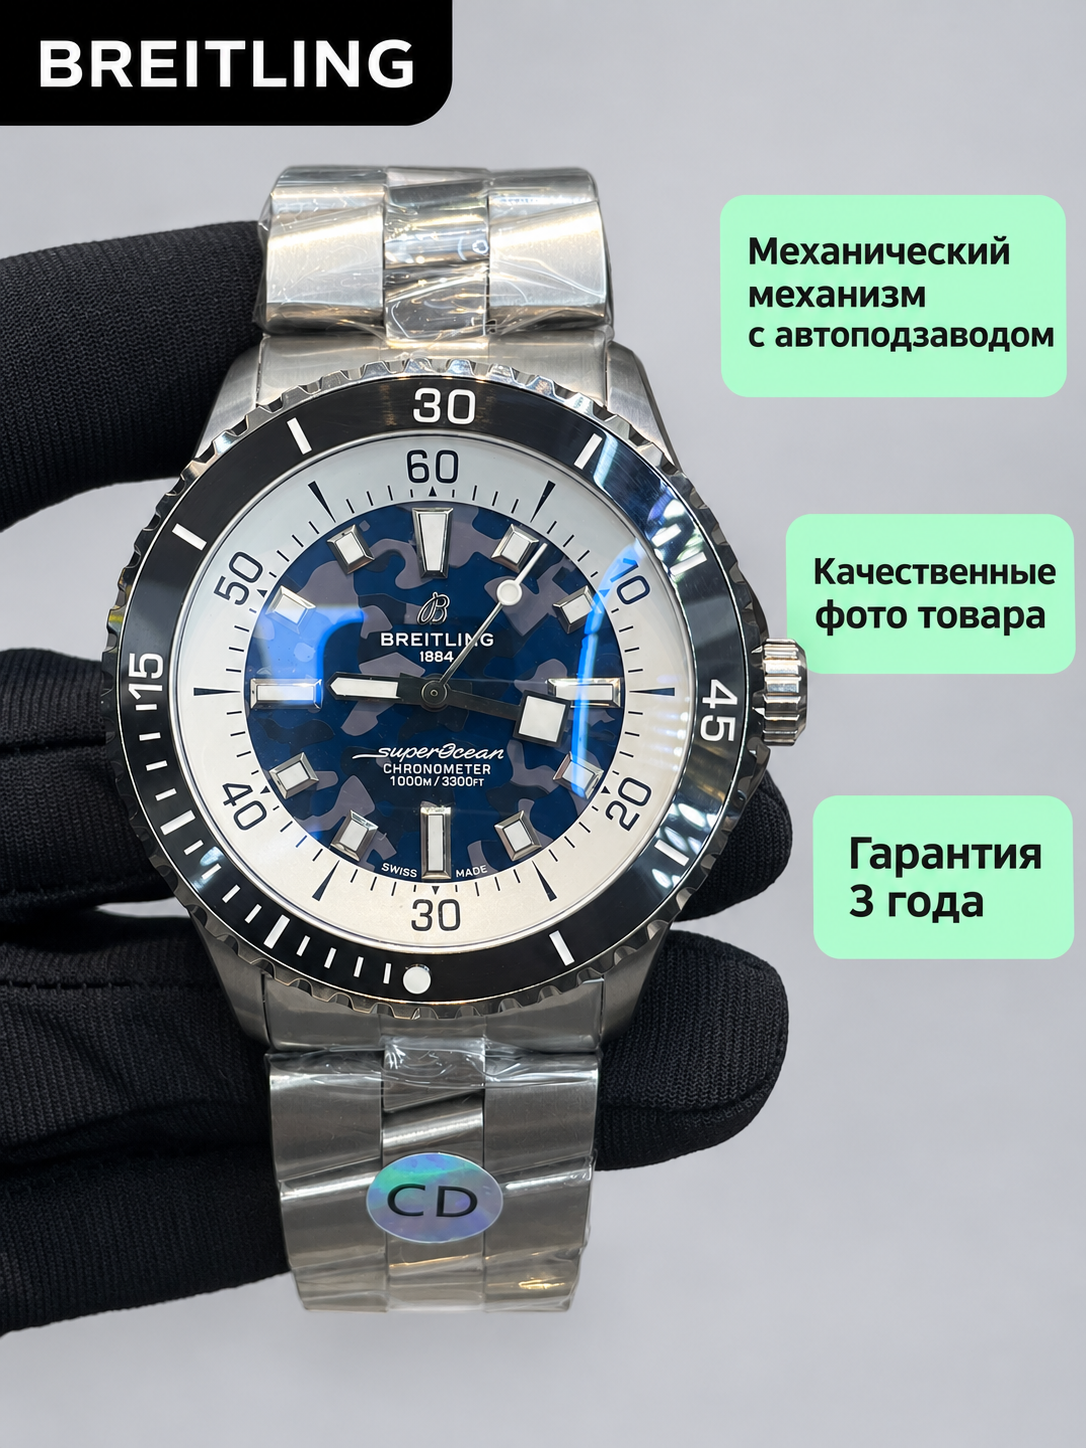 BREITLING
Механический
механизм
с автоподзаводом
30
60
50
10
BREITLING
1884
15
45
superocean
CHRONOMETER
1000M / 3300FT
40
20
SWISS MADE
30
Качественные
фото товара
Гарантия
3 года
CD